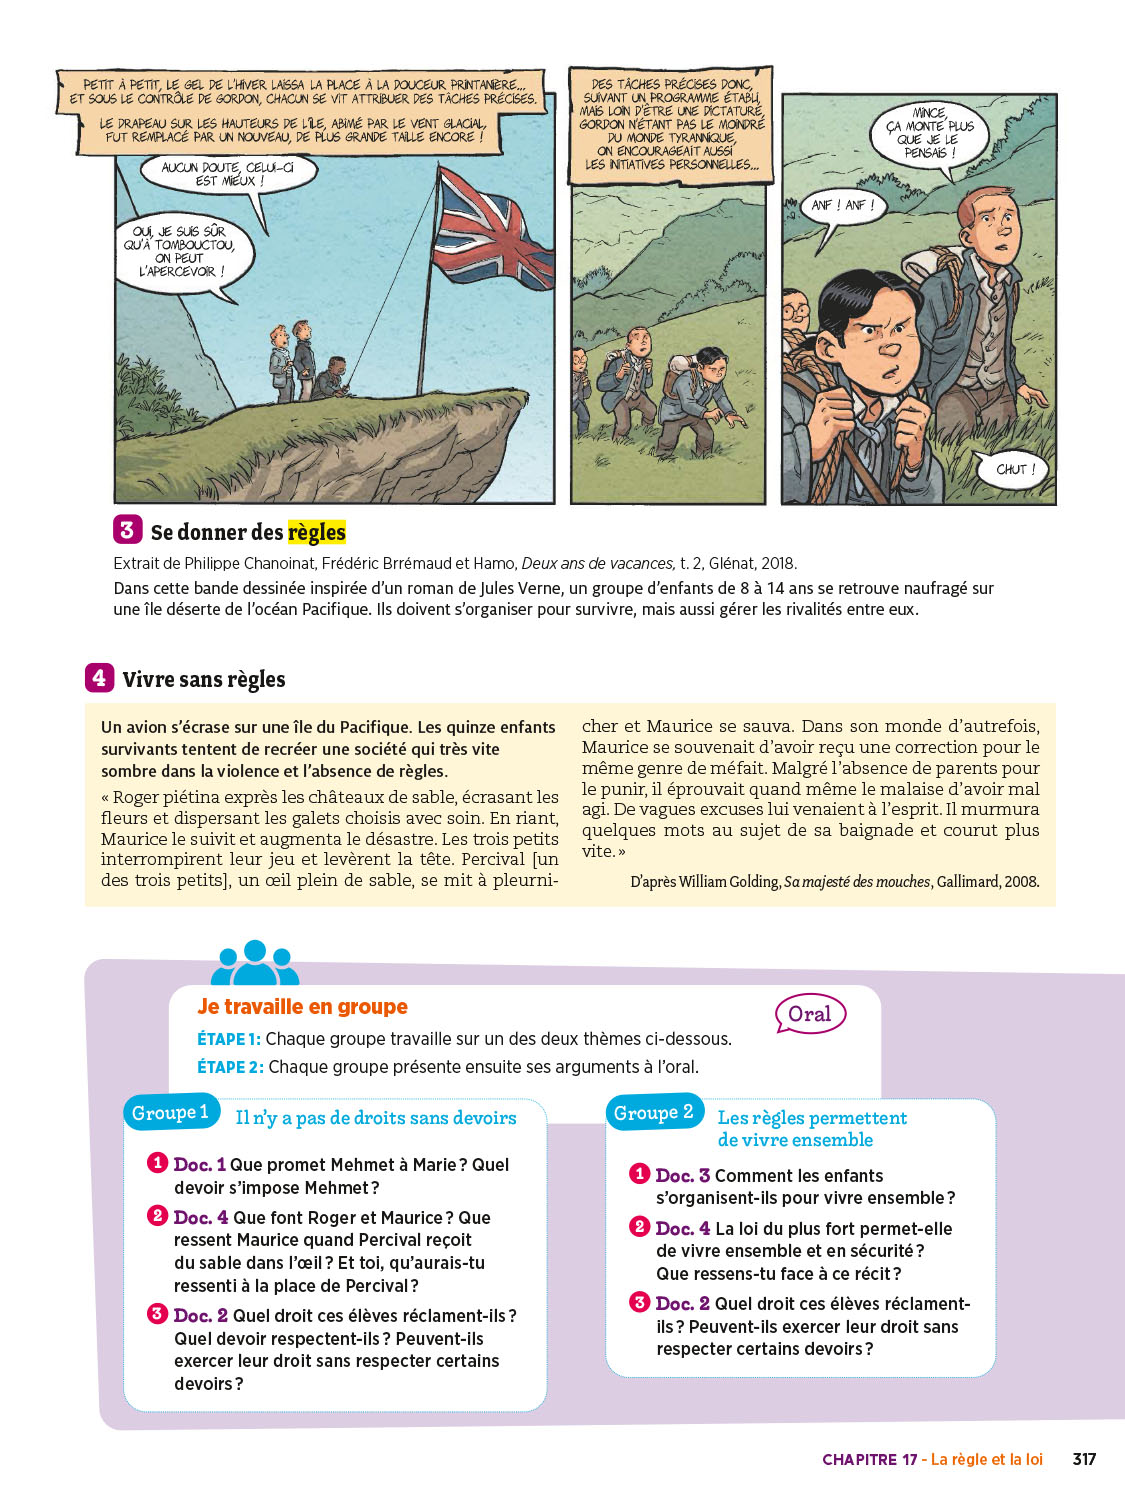 PETIT À PETIT, LE GEL DE L'HIVER LAISSA LA PLACE À LA DOUCEUR PRINTANIÈRE...
ET SOUS LE CONTRÔLE DE GORDON, CHACUN SE VIT ATTRIBUER DES TÂCHES PRÉCISES.
LE DRAPEAU SUR LES HAUTEURS DE L'ÎLE, ABÎMÉ PAR LE VENT GLACIAL,
FUT REMPLACÉ PAR UN NOUVEAU, DE PLUS GRANDE TAILLE ENCORE !
AUCUN DOUTE, CELUI-CI
EST MIEUX !
OUI, JE SUIS SÛR
QU'À TOMBOUCTOU,
ON PEUT
L'APERCEVOIR !
DES TÂCHES PRÉCISES DONC,
SUIVANT UN PROGRAMME ÉTABLI,
MAIS LOIN D'ÊTRE UNE DICTATURE,
GORDON N'ÉTANT PAS LE MOINDRE
DU MONDE TYRANNIQUE,
ON ENCOURAGEAIT AUSSI
LES INITIATIVES PERSONNELLES...
MINCE,
ÇA MONTE PLUS
QUE JE LE
PENSAIS !
ANF ! ANF !
CHUT !
3 Se donner des règles
Extrait de Philippe Chanoinat, Frédéric Brrémaud et Hamo, Deux ans de vacances, t. 2, Glénat, 2018.
Dans cette bande dessinée inspirée d'un roman de Jules Verne, un groupe d'enfants de 8 à 14 ans se retrouve naufragé sur
une île déserte de l'océan Pacifique. Ils doivent s'organiser pour survivre, mais aussi gérer les rivalités entre eux.
4 Vivre sans règles
Un avion s'écrase sur une île du Pacifique. Les quinze enfants
survivants tentent de recréer une société qui très vite
sombre dans la violence et l'absence de règles.
« Roger piétina exprès les châteaux de sable, écrasant les
fleurs et dispersant les galets choisis avec soin. En riant,
Maurice le suivit et augmenta le désastre. Les trois petits
interrompirent leur jeu et levèrent la tête. Percival [un
des trois petits], un œil plein de sable, se mit à pleurni-
cher et Maurice se sauva. Dans son monde d'autrefois,
Maurice se souvenait d'avoir reçu une correction pour le
même genre de méfait. Malgré l'absence de parents pour
le punir, il éprouvait quand même le malaise d'avoir mal
agi. De vagues excuses lui venaient à l'esprit. Il murmura
quelques mots au sujet de sa baignade et courut plus
vite. »
D'après William Golding, Sa majesté des mouches, Gallimard, 2008.
Je travaille en groupe
Oral
ÉTAPE 1 : Chaque groupe travaille sur un des deux thèmes ci-dessous.
ÉTAPE 2 : Chaque groupe présente ensuite ses arguments à l'oral.
Groupe 1 Il n'y a pas de droits sans devoirs
1 Doc. 1 Que promet Mehmet à Marie ? Quel
devoir s'impose Mehmet ?
2 Doc. 4 Que font Roger et Maurice ? Que
ressent Maurice quand Percival reçoit
du sable dans l'œil ? Et toi, qu'aurais-tu
ressenti à la place de Percival ?
3 Doc. 2 Quel droit ces élèves réclament-ils ?
Quel devoir respectent-ils ? Peuvent-ils
exercer leur droit sans respecter certains
devoirs ?
Groupe 2 Les règles permettent
de vivre ensemble
1 Doc. 3 Comment les enfants
s'organisent-ils pour vivre ensemble ?
2 Doc. 4 La loi du plus fort permet-elle
de vivre ensemble et en sécurité ?
Que ressens-tu face à ce récit ?
3 Doc. 2 Quel droit ces élèves réclament-
ils ? Peuvent-ils exercer leur droit sans
respecter certains devoirs ?
CHAPITRE 17 - La règle et la loi 317